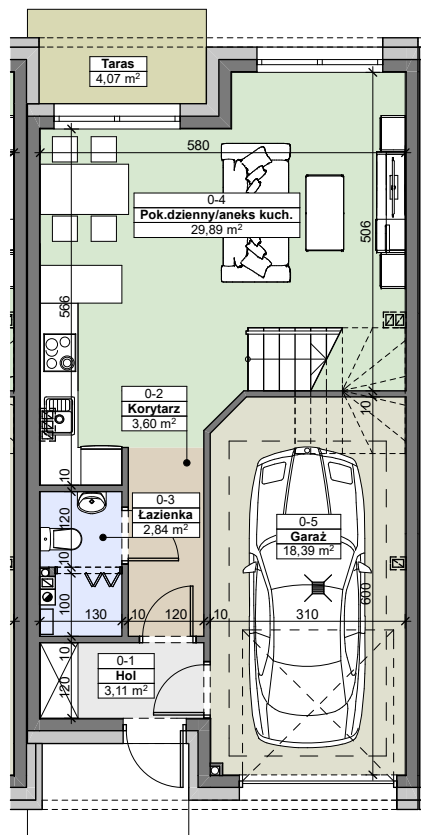 Taras
4,07 m²
580
0-4
Pok.dzienny/aneks kuch.
29,89 m²
506
566
0-2
Korytarz
3,60 m²
10
10
0-3
Łazienka
2,84 m²
120
10
100
0-5
Garaż
18,39 m²
600
130
10
120
10
310
10
120
0-1
Hol
3,11 m²